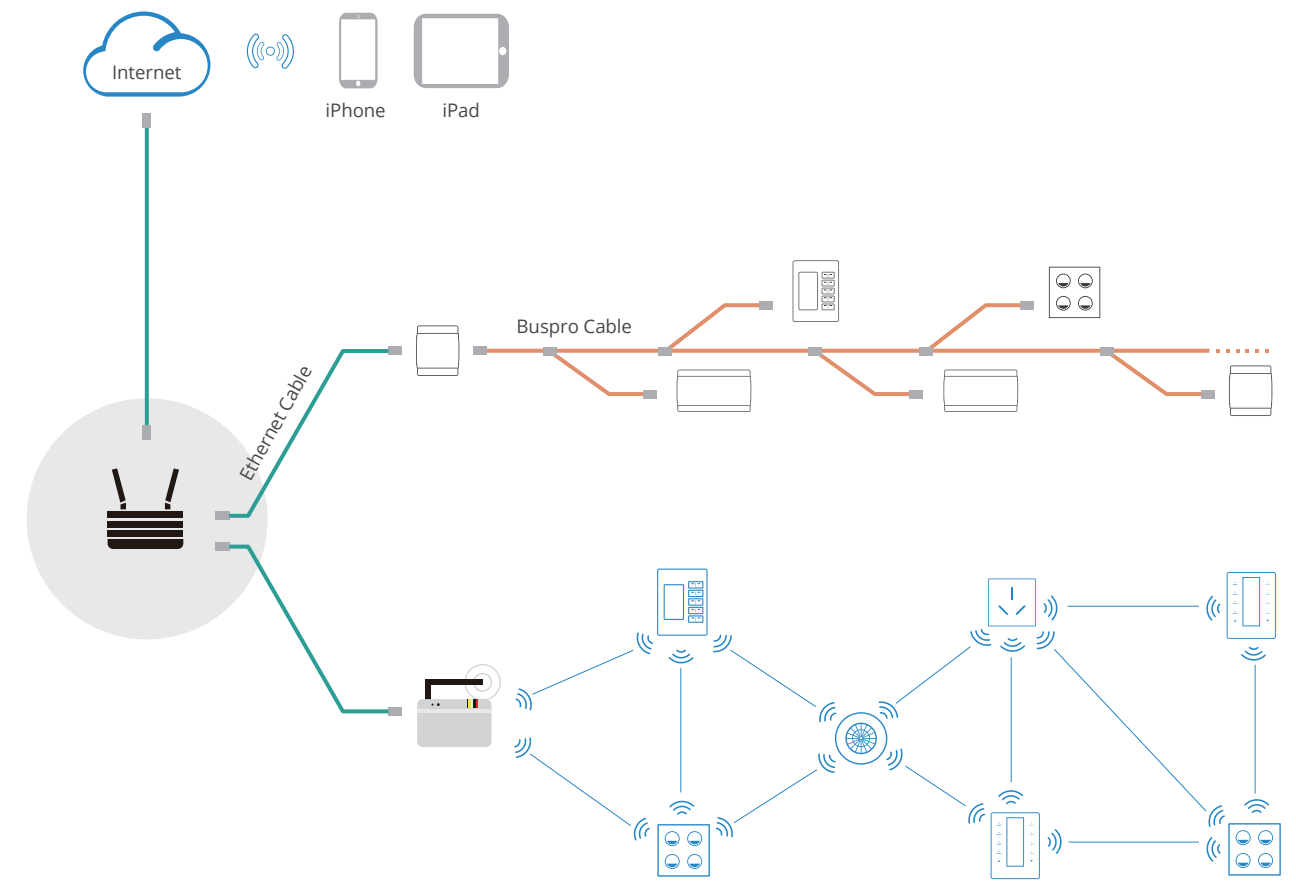 Internet
iPhone
iPad
Buspro Cable
Ethernet Cable